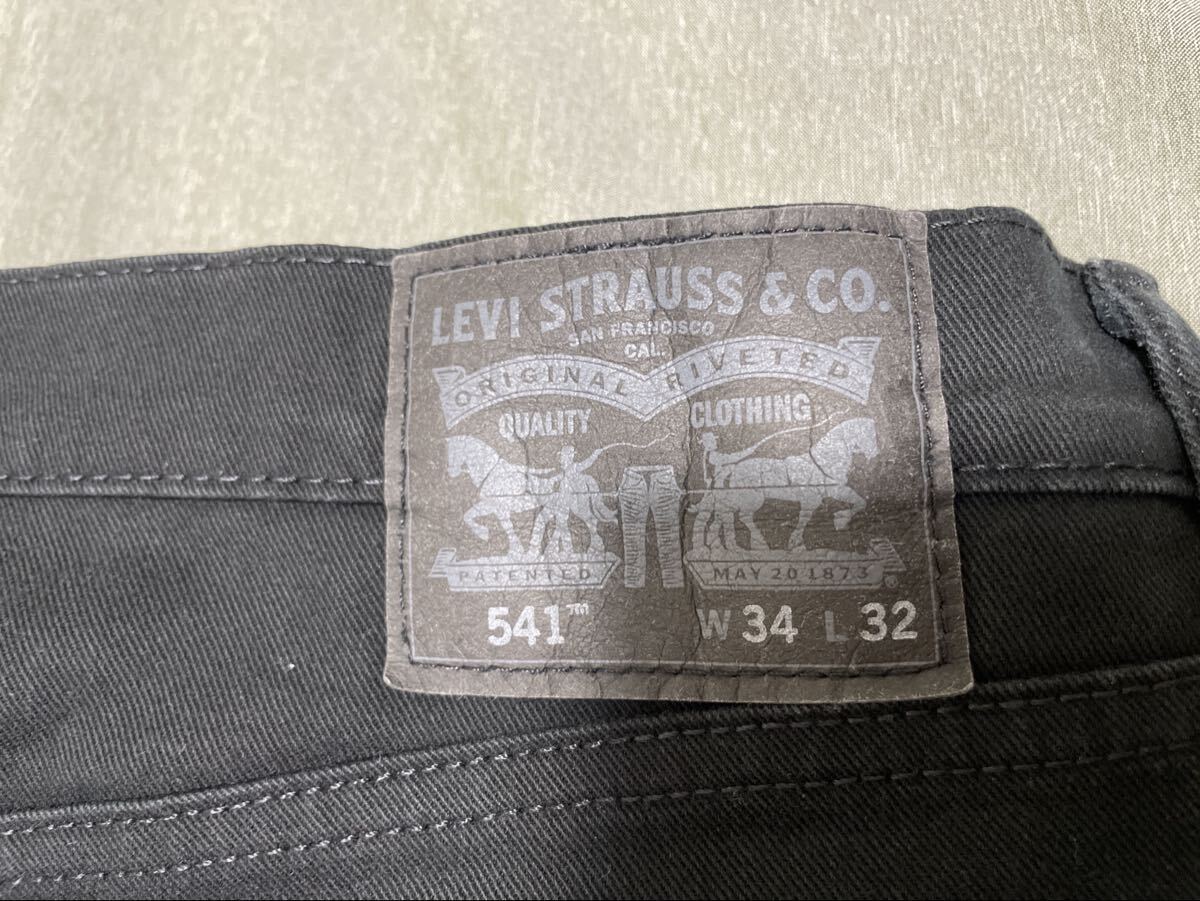 LEVI STRAUSS & CO.
SAN FRANCISCO
CAL.
ORIGINAL RIVETED
QUALITY CLOTHING
PATENTED MAY 20 1873 ®
541™ W 34 L 32